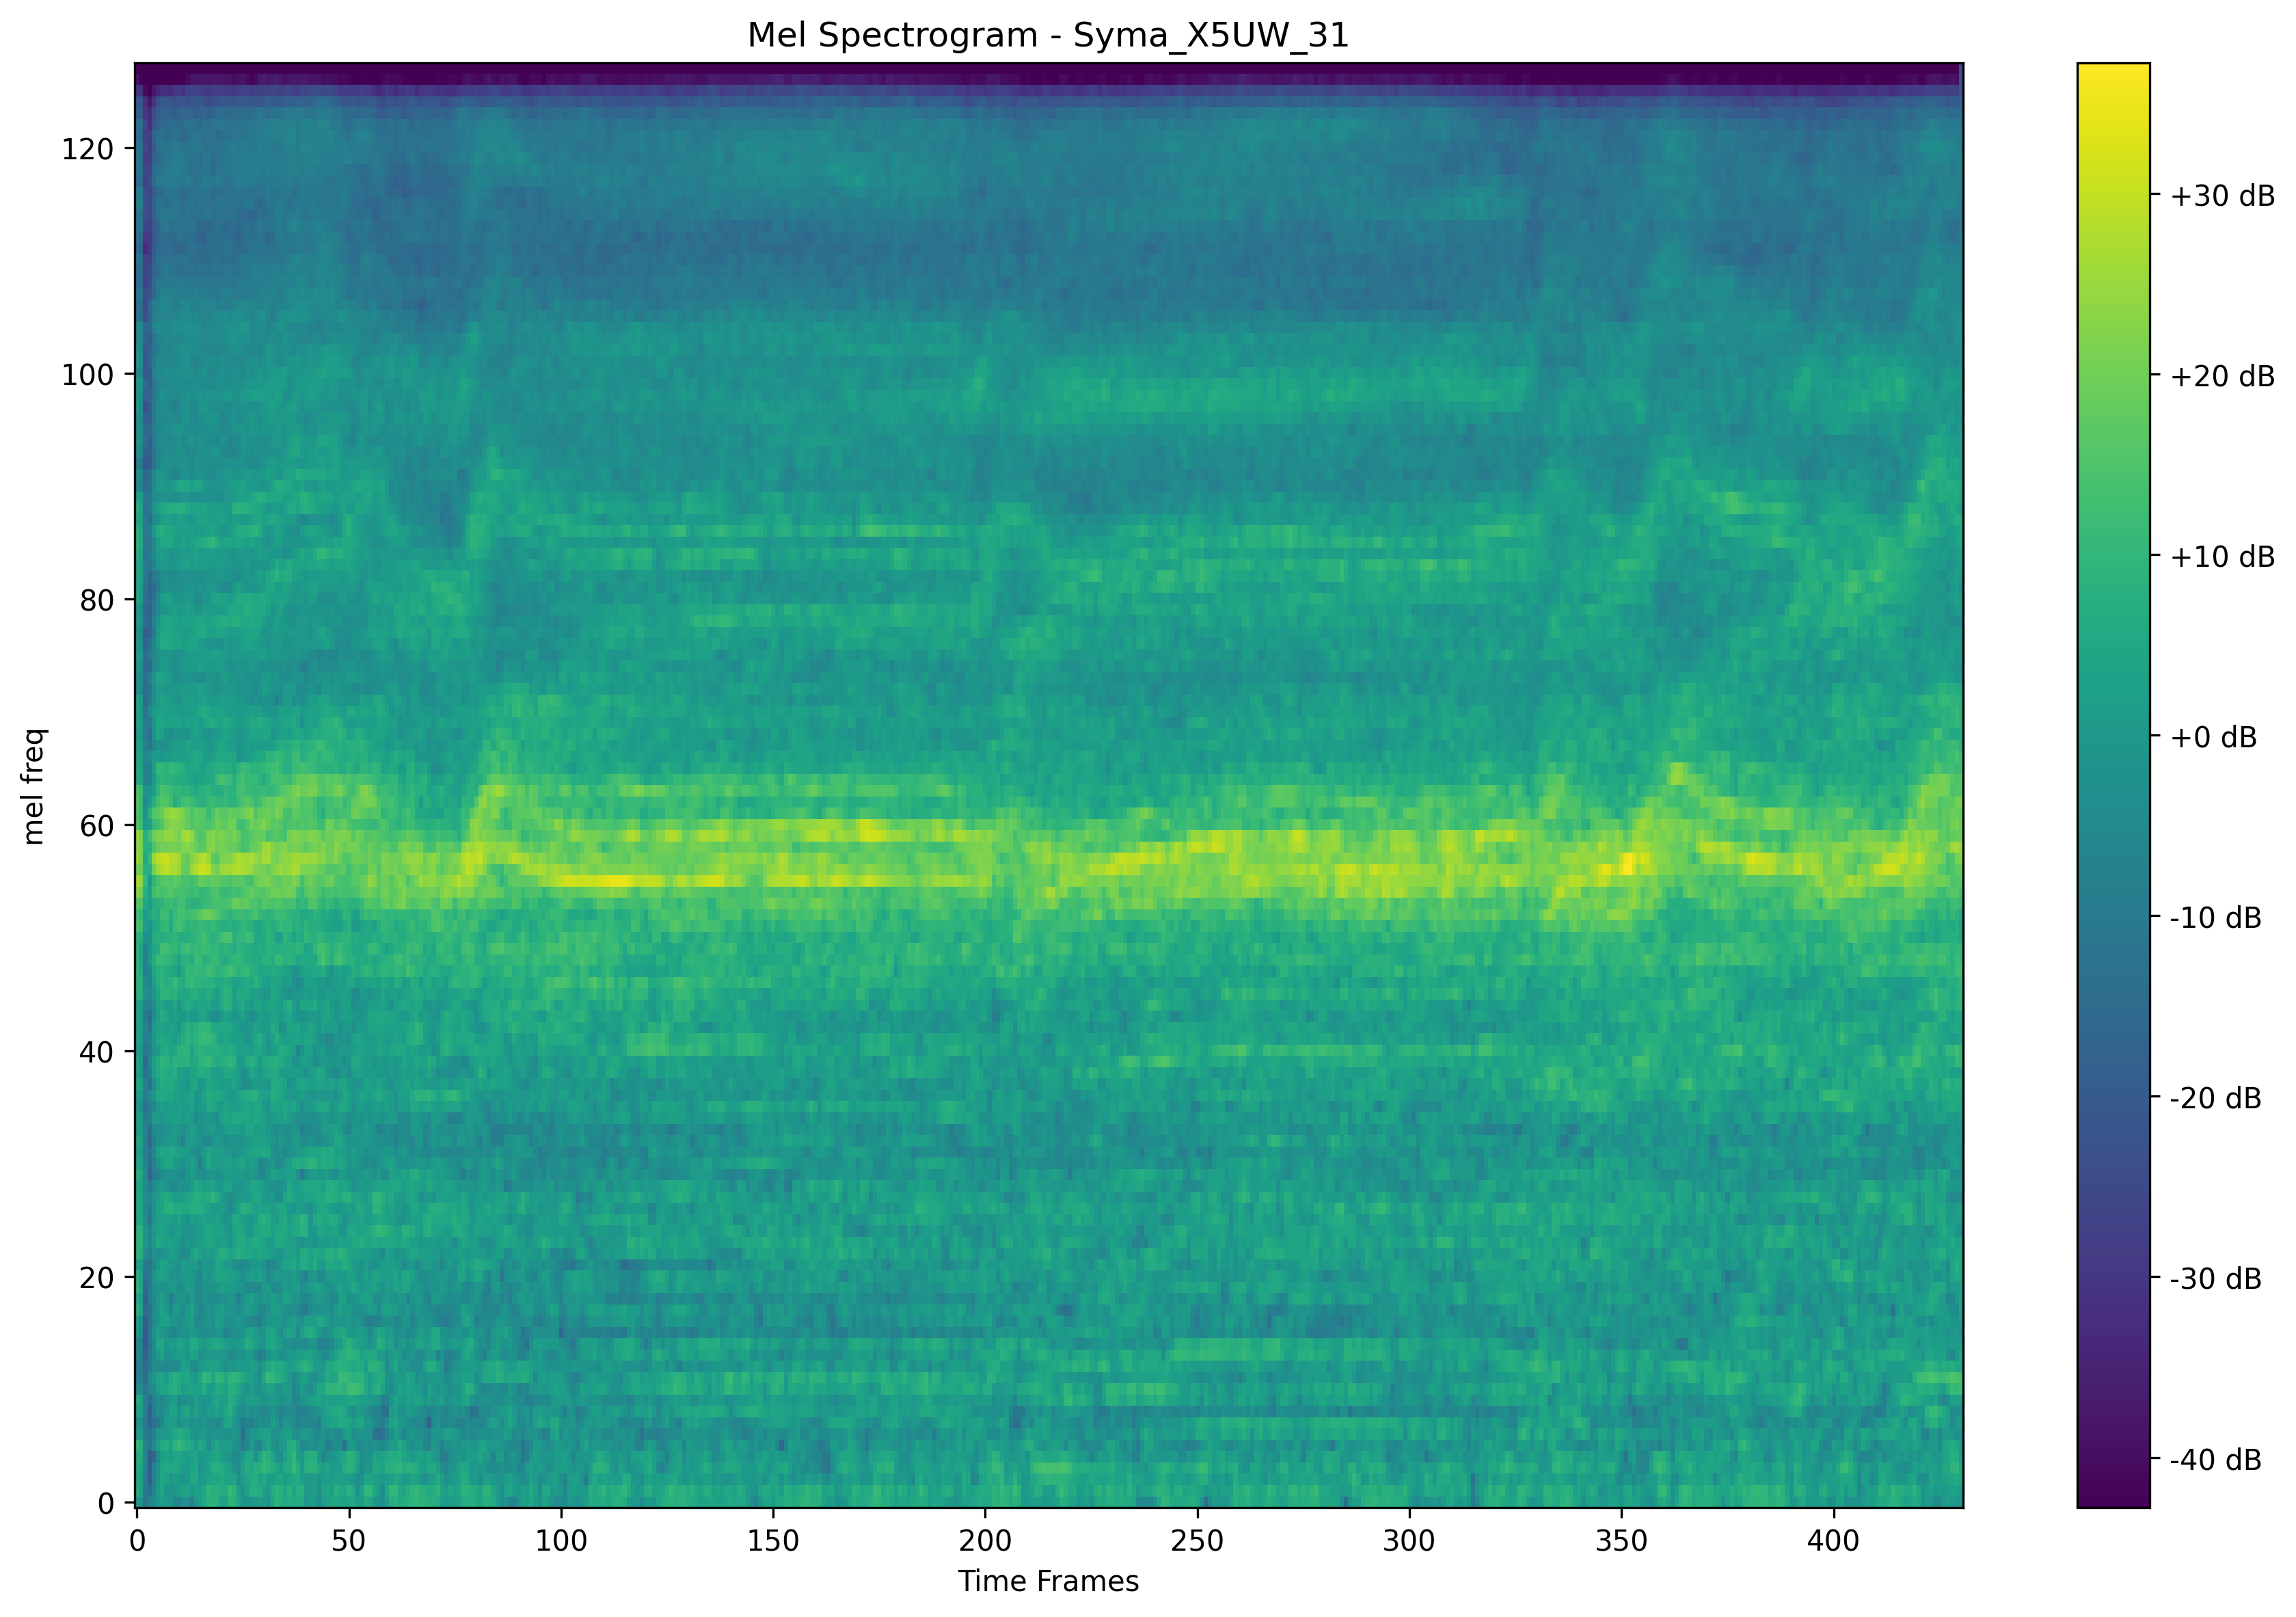 Mel Spectrogram - Syma_X5UW_31
mel freq
120
100
80
60
40
20
0
0 50 100 150 200 250 300 350 400
Time Frames
+30 dB
+20 dB
+10 dB
+0 dB
-10 dB
-20 dB
-30 dB
-40 dB